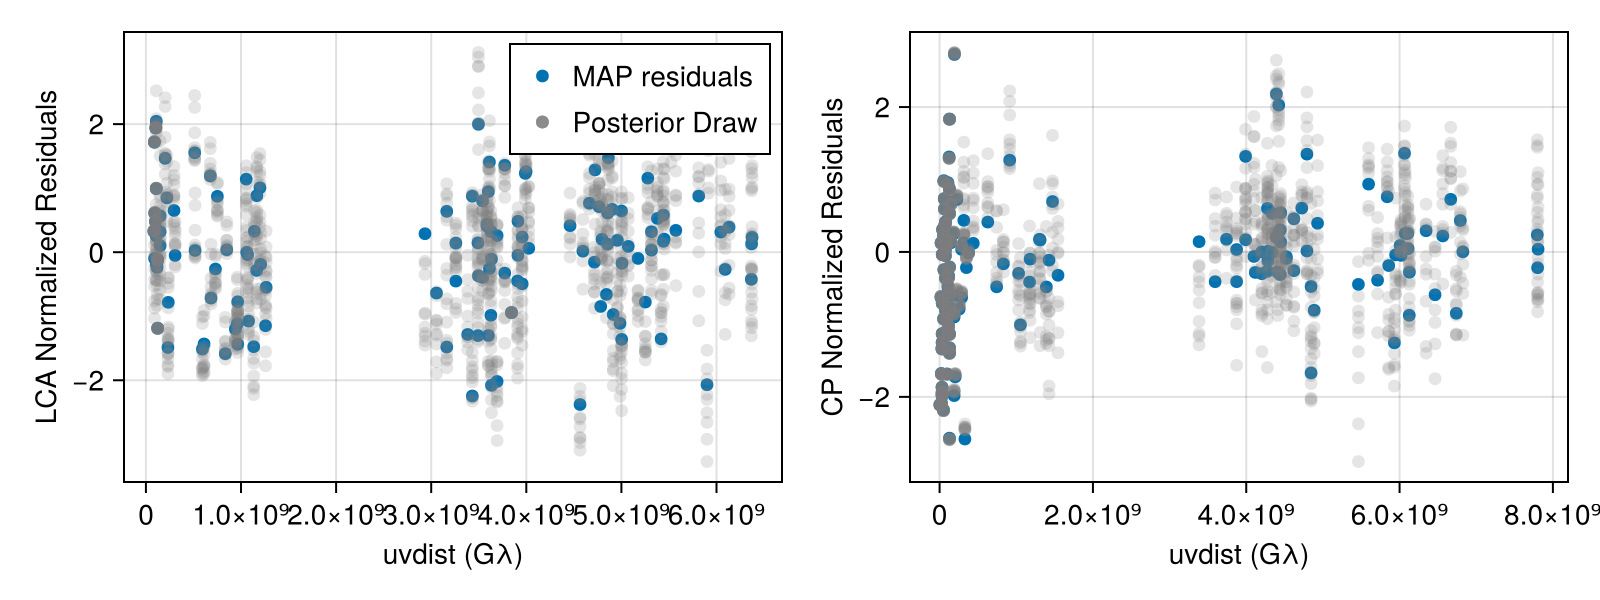 LCA Normalized Residuals
2
0
−2
MAP residuals
Posterior Draw
0 1.0×10⁹ 2.0×10⁹ 3.0×10⁹ 4.0×10⁹ 5.0×10⁹ 6.0×10⁹
uvdist (Gλ)
CP Normalized Residuals
2
0
−2
0 2.0×10⁹ 4.0×10⁹ 6.0×10⁹ 8.0×10⁹
uvdist (Gλ)